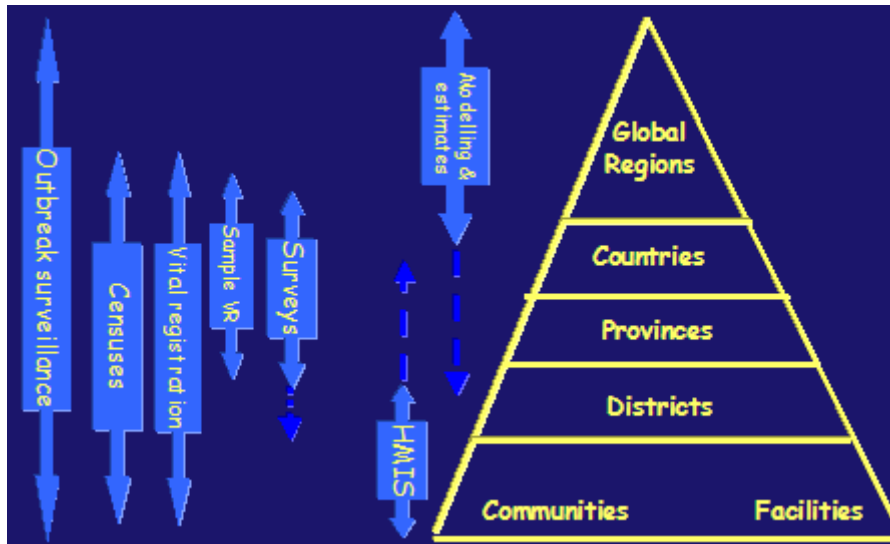 Outbreak surveillance
Censuses
Vital registration
Sample VR
Surveys
HMIS
Modelling &
estimates
Global
Regions
Countries
Provinces
Districts
Communities
Facilities